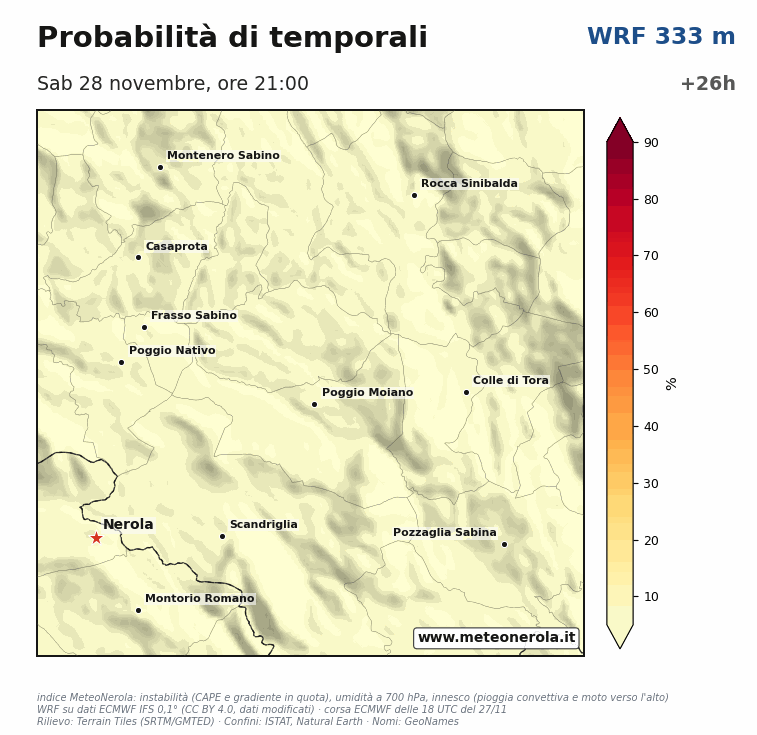 Probabilità di temporali
WRF 333 m
Sab 28 novembre, ore 21:00
+26h
Montenero Sabino
Rocca Sinibalda
Casaprota
Frasso Sabino
Poggio Nativo
Colle di Tora
Poggio Moiano
Nerola
Scandriglia
Pozzaglia Sabina
Montorio Romano
www.meteonerola.it
90
80
70
60
50
40
30
20
10
%
indice MeteoNerola: instabilità (CAPE e gradiente in quota), umidità a 700 hPa, innesco (pioggia convettiva e moto verso l'alto)
WRF su dati ECMWF IFS 0,1° (CC BY 4.0, dati modificati) · corsa ECMWF delle 18 UTC del 27/11
Rilievo: Terrain Tiles (SRTM/GMTED) · Confini: ISTAT, Natural Earth · Nomi: GeoNames